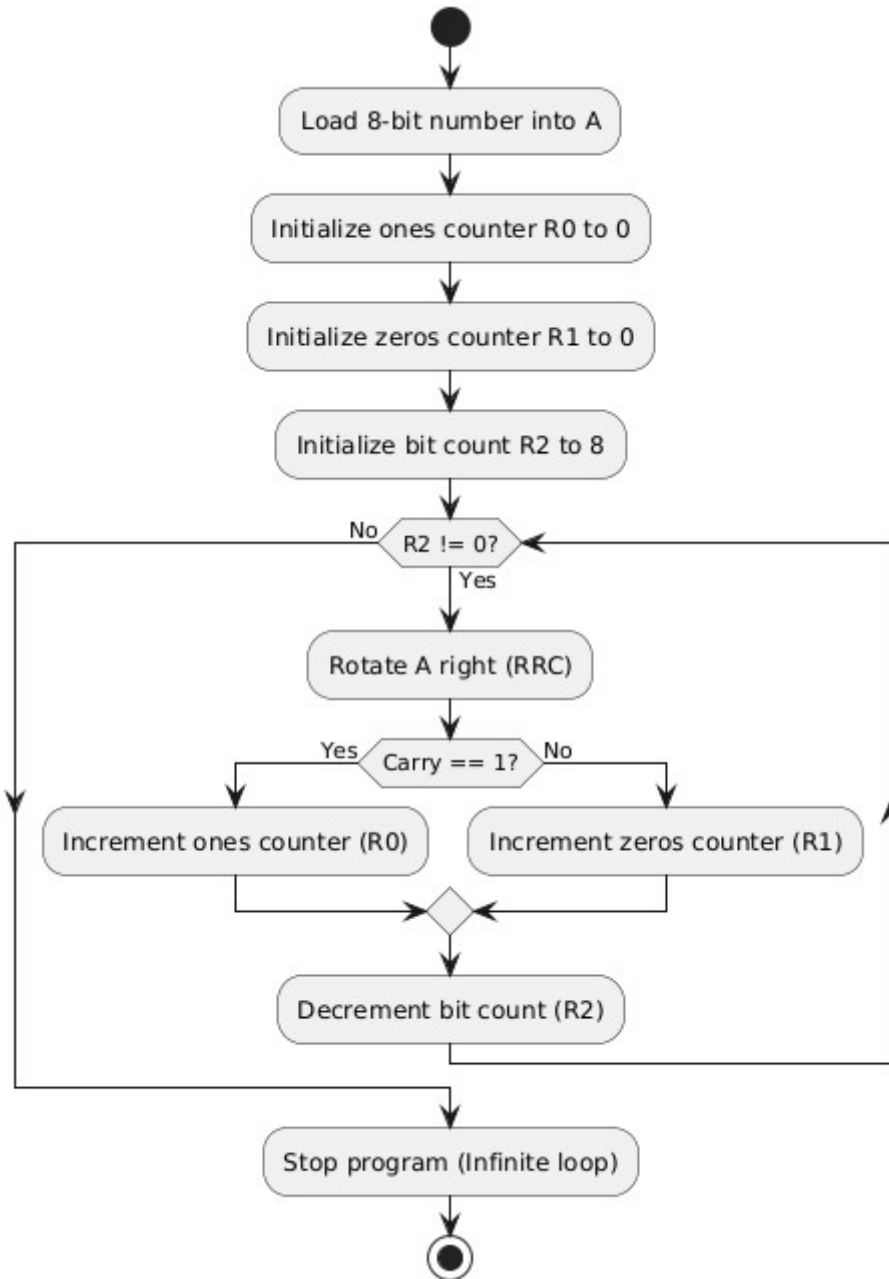 Load 8-bit number into A
Initialize ones counter R0 to 0
Initialize zeros counter R1 to 0
Initialize bit count R2 to 8
No
R2 != 0?
Yes
Rotate A right (RRC)
Yes
Carry == 1?
No
Increment ones counter (R0)
Increment zeros counter (R1)
Decrement bit count (R2)
Stop program (Infinite loop)